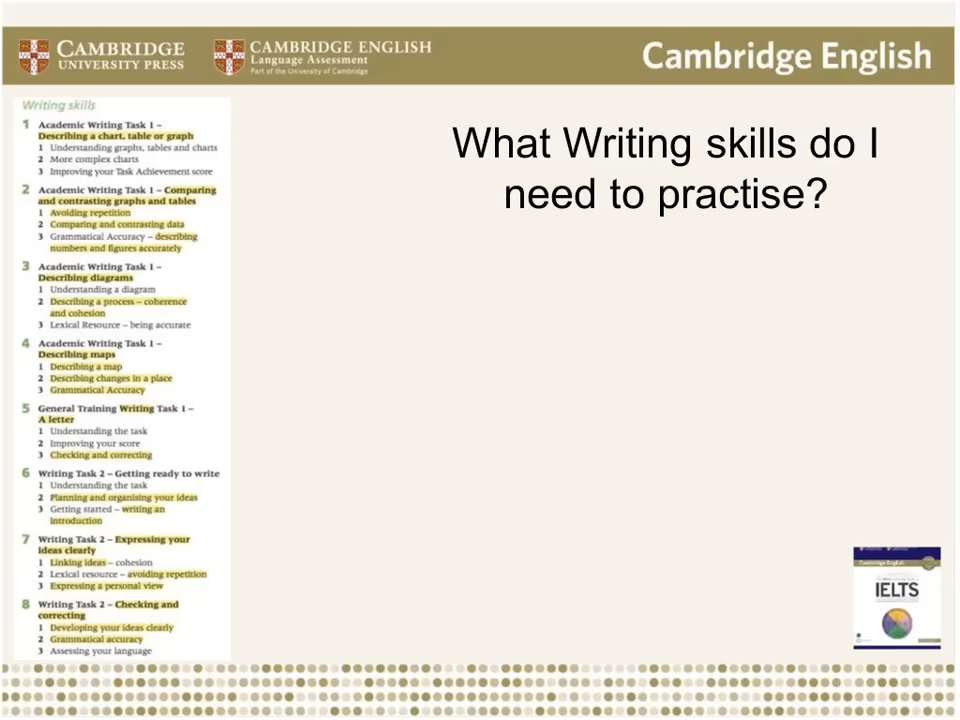 CAMBRIDGE
UNIVERSITY PRESS
CAMBRIDGE ENGLISH
Language Assessment
Part of the University of Cambridge
Cambridge English
Writing skills
1 Academic Writing Task 1 –
Describing a chart, table or graph
1 Understanding graphs, tables and charts
2 More complex charts
3 Improving your Task Achievement score
2 Academic Writing Task 1 – Comparing
and contrasting graphs and tables
1 Avoiding repetition
2 Comparing and contrasting data
3 Grammatical Accuracy – describing
numbers and figures accurately
3 Academic Writing Task 1 –
Describing diagrams
1 Understanding a diagram
2 Describing a process – coherence
and cohesion
3 Lexical Resource – being accurate
4 Academic Writing Task 1 –
Describing maps
1 Describing a map
2 Describing changes in a place
3 Grammatical Accuracy
5 General Training Writing Task 1 –
A letter
1 Understanding the task
2 Improving your score
3 Checking and correcting
6 Writing Task 2 – Getting ready to write
1 Understanding the task
2 Planning and organising your ideas
3 Getting started – writing an
introduction
7 Writing Task 2 – Expressing your
ideas clearly
1 Linking ideas – cohesion
2 Lexical resource – avoiding repetition
3 Expressing a personal view
8 Writing Task 2 – Checking and
correcting
1 Developing your ideas clearly
2 Grammatical accuracy
3 Assessing your language
What Writing skills do I
need to practise?
Cambridge English
IELTS